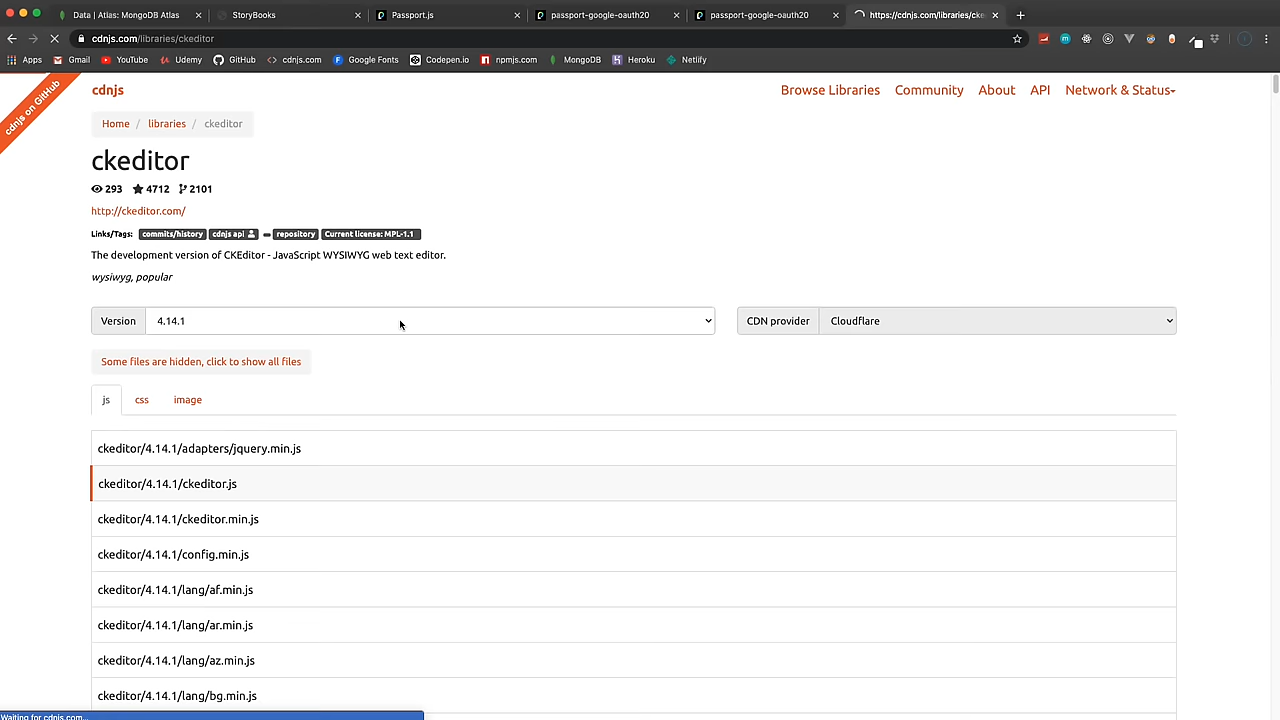 Data | Atlas: MongoDB Atlas
StoryBooks
Passport.js
passport-google-oauth20
passport-google-oauth20
https://cdnjs.com/libraries/cke
cdnjs.com/libraries/ckeditor
Apps
Gmail
YouTube
Udemy
GitHub
cdnjs.com
Google Fonts
Codepen.io
npmjs.com
MongoDB
Heroku
Netlify
cdnjs on GitHub
cdnjs
Browse Libraries
Community
About
API
Network & Status
Home / libraries / ckeditor
ckeditor
293 4712 2101
http://ckeditor.com/
Links/Tags: commits/history cdnjs api repository Current license: MPL-1.1
The development version of CKEditor - JavaScript WYSIWYG web text editor.
wysiwyg, popular
Version 4.14.1
CDN provider Cloudflare
Some files are hidden, click to show all files
js css image
ckeditor/4.14.1/adapters/jquery.min.js
ckeditor/4.14.1/ckeditor.js
ckeditor/4.14.1/ckeditor.min.js
ckeditor/4.14.1/config.min.js
ckeditor/4.14.1/lang/af.min.js
ckeditor/4.14.1/lang/ar.min.js
ckeditor/4.14.1/lang/az.min.js
ckeditor/4.14.1/lang/bg.min.js
Waiting for cdnjs.com...